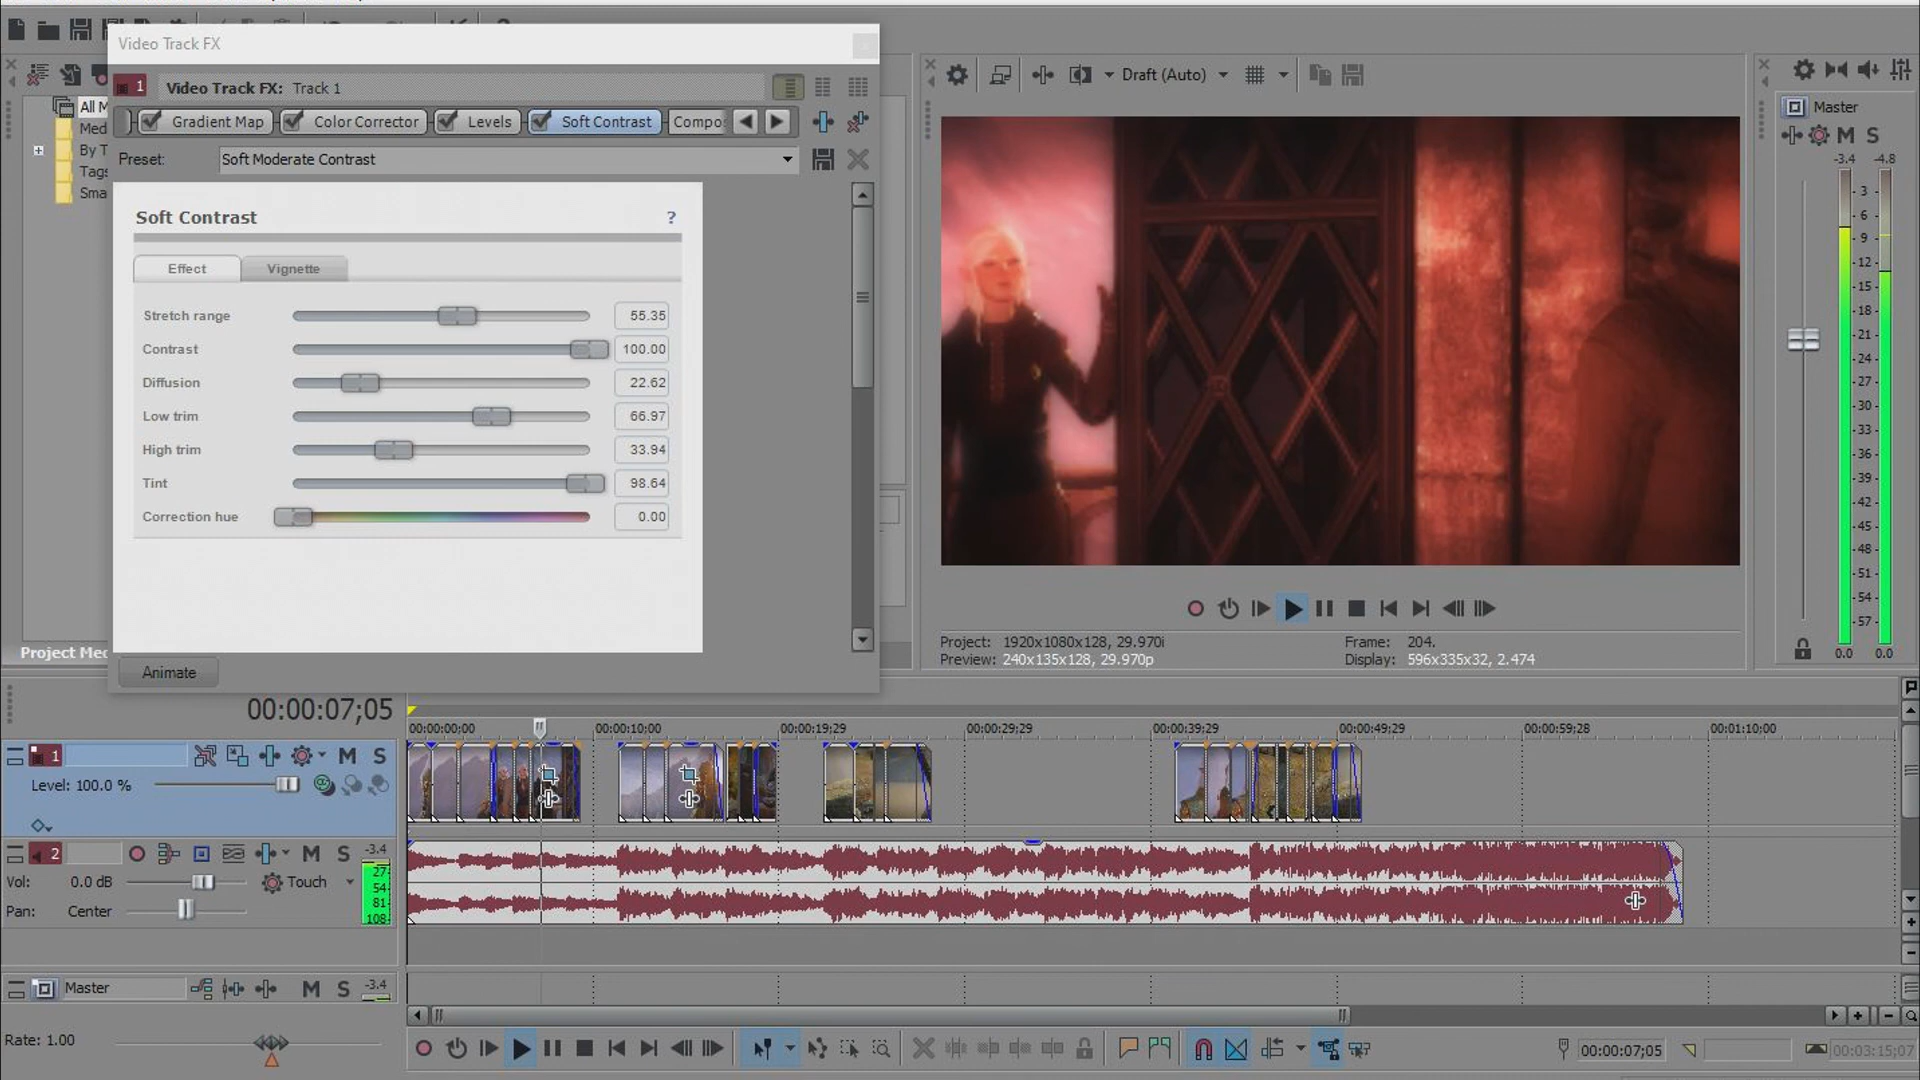 Video Track FX
1
Video Track FX: Track 1
Gradient Map
Color Corrector
Levels
Soft Contrast
Compo
Preset:
Soft Moderate Contrast
All M
Med
By T
Tags
Sma
Soft Contrast
?
Effect
Vignette
Stretch range 55.35
Contrast 100.00
Diffusion 22.62
Low trim 66.97
High trim 33.94
Tint 98.64
Correction hue 0.00
Project Med
Animate
Draft (Auto)
Project: 1920x1080x128, 29.970i
Preview: 240x135x128, 29.970p
Frame: 204.
Display: 596x335x32, 2.474
Master
M S
-3.4 -4.8
3
6
9
12
15
18
21
24
27
30
33
36
39
42
45
48
51
54
57
0.0 0.0
00:00:07;05
00:00:00;00 00:00:10;00 00:00:19;29 00:00:29;29 00:00:39;29 00:00:49;29 00:00:59;28 00:01:10;00
1
M S
Level: 100.0 %
2
M S
-3.4
Vol: 0.0 dB
Touch
Pan: Center
27
54
81
108
Master
M S
-3.4
Rate: 1.00
00:00:07;05
00:03:15;07